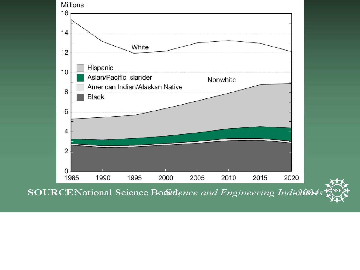 Millions
16
14
12
10
8
6
4
2
0
White
Hispanic
Asian/Pacific Islander
American Indian/Alaskan Native
Black
Nonwhite
1985 1990 1995 2000 2005 2010 2015 2020
SOURCE National Science Board, Science and Engineering Indicators 2004